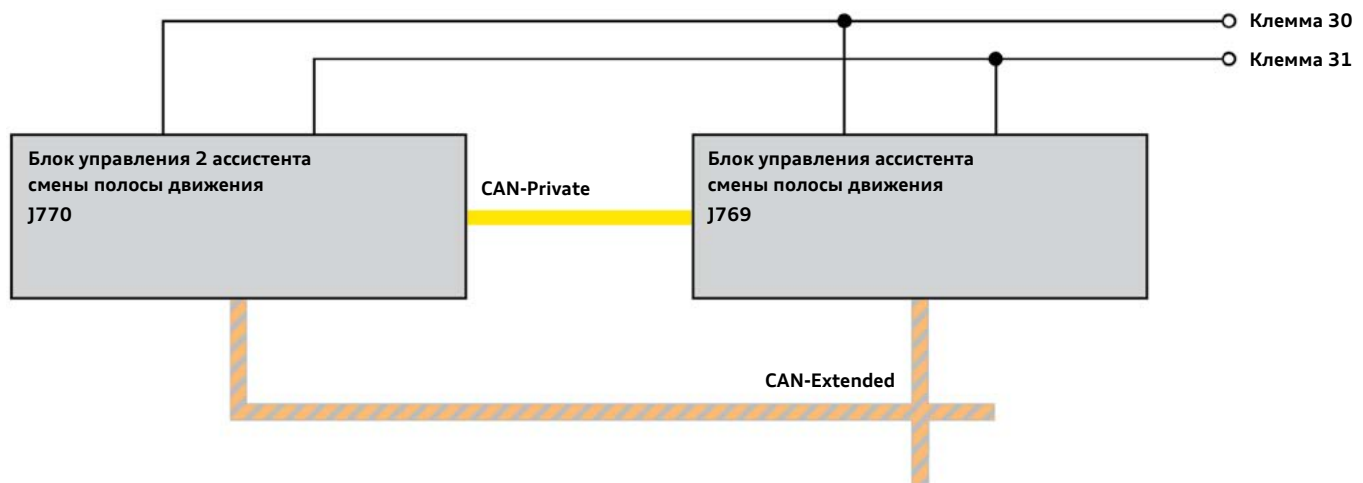 Клемма 30
Клемма 31
Блок управления 2 ассистента
смены полосы движения
J770
CAN-Private
Блок управления ассистента
смены полосы движения
J769
CAN-Extended